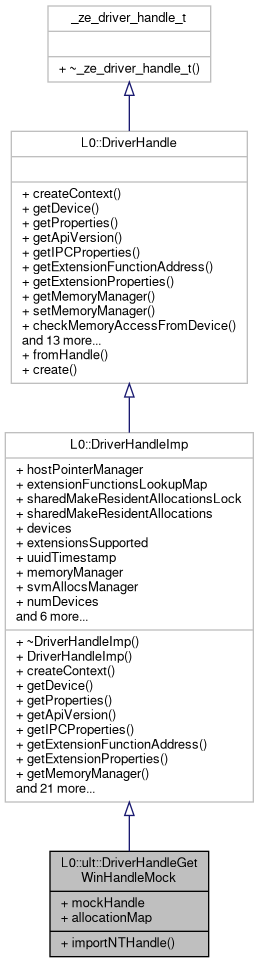 _ze_driver_handle_t
+ ~_ze_driver_handle_t()
L0::DriverHandle
+ createContext()
+ getDevice()
+ getProperties()
+ getApiVersion()
+ getIPCProperties()
+ getExtensionFunctionAddress()
+ getExtensionProperties()
+ getMemoryManager()
+ setMemoryManager()
+ checkMemoryAccessFromDevice()
and 13 more...
+ fromHandle()
+ create()
L0::DriverHandleImp
+ hostPointerManager
+ extensionFunctionsLookupMap
+ sharedMakeResidentAllocationsLock
+ sharedMakeResidentAllocations
+ devices
+ extensionsSupported
+ uuidTimestamp
+ memoryManager
+ svmAllocsManager
+ numDevices
and 6 more...
+ ~DriverHandleImp()
+ DriverHandleImp()
+ createContext()
+ getDevice()
+ getProperties()
+ getApiVersion()
+ getIPCProperties()
+ getExtensionFunctionAddress()
+ getExtensionProperties()
+ getMemoryManager()
and 21 more...
L0::ult::DriverHandleGet
WinHandleMock
+ mockHandle
+ allocationMap
+ importNTHandle()